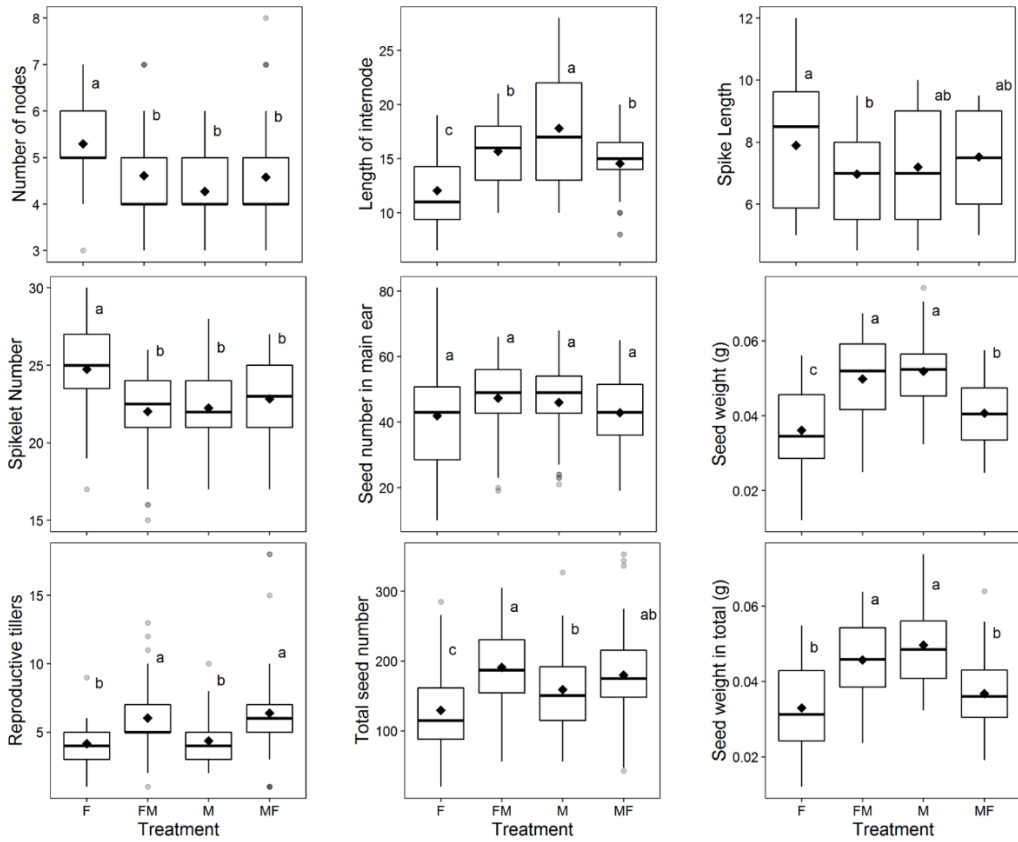 Number of nodes
8
7
6
5
4
3
a
b
b
b
Length of internode
25
20
15
10
c
b
a
b
Spike Length
12
10
8
6
a
b
ab
ab
Spikelet Number
30
25
20
15
a
b
b
b
Seed number in main ear
80
60
40
20
a
a
a
a
Seed weight (g)
0.06
0.04
0.02
c
a
a
b
Reproductive tillers
15
10
5
b
a
b
a
F
FM
M
MF
Treatment
Total seed number
300
200
100
c
a
b
ab
F
FM
M
MF
Treatment
Seed weight in total (g)
0.06
0.04
0.02
b
a
a
b
F
FM
M
MF
Treatment